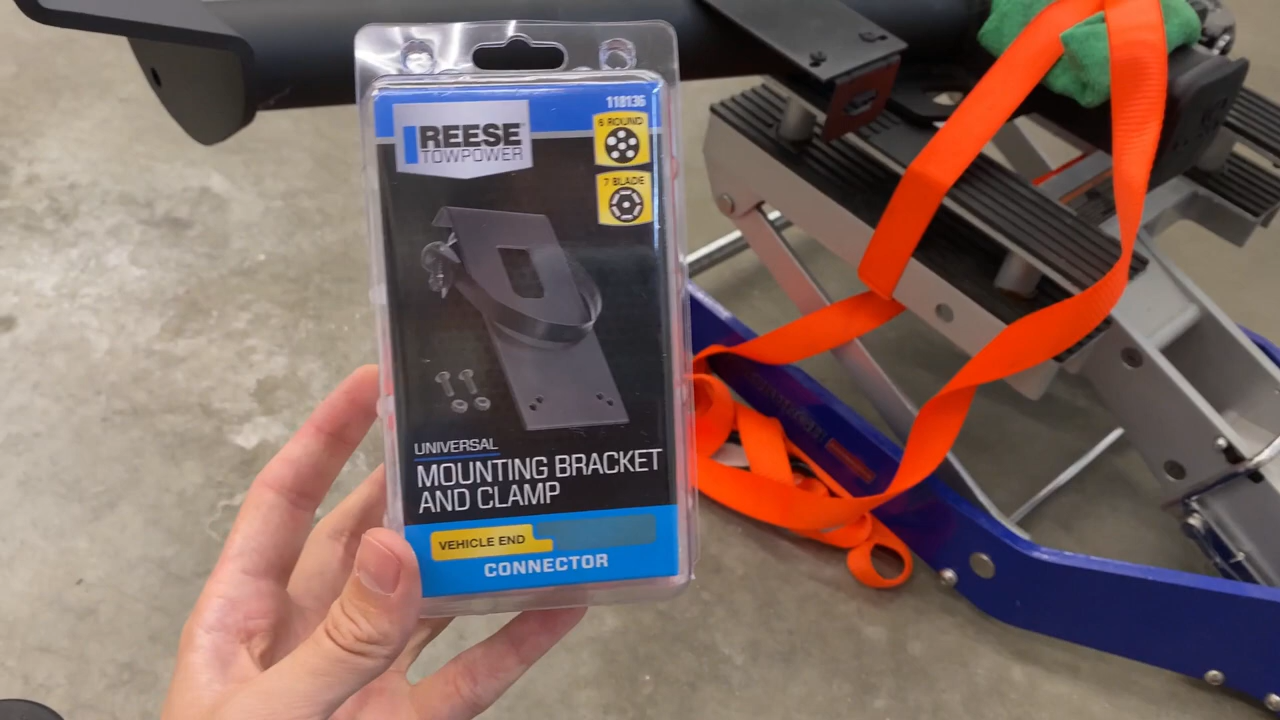 118136
REESE
TOWPOWER
6 ROUND
7 BLADE
UNIVERSAL
MOUNTING BRACKET
AND CLAMP
VEHICLE END
CONNECTOR